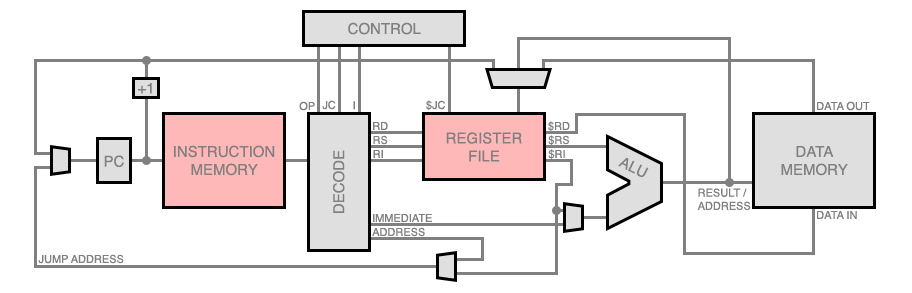 CONTROL
+1
OP
JC
I
$JC
DATA OUT
INSTRUCTION
MEMORY
PC
DECODE
RD
RS
RI
REGISTER
FILE
$RD
$RS
$RI
ALU
DATA
MEMORY
RESULT /
ADDRESS
DATA IN
IMMEDIATE
ADDRESS
JUMP ADDRESS